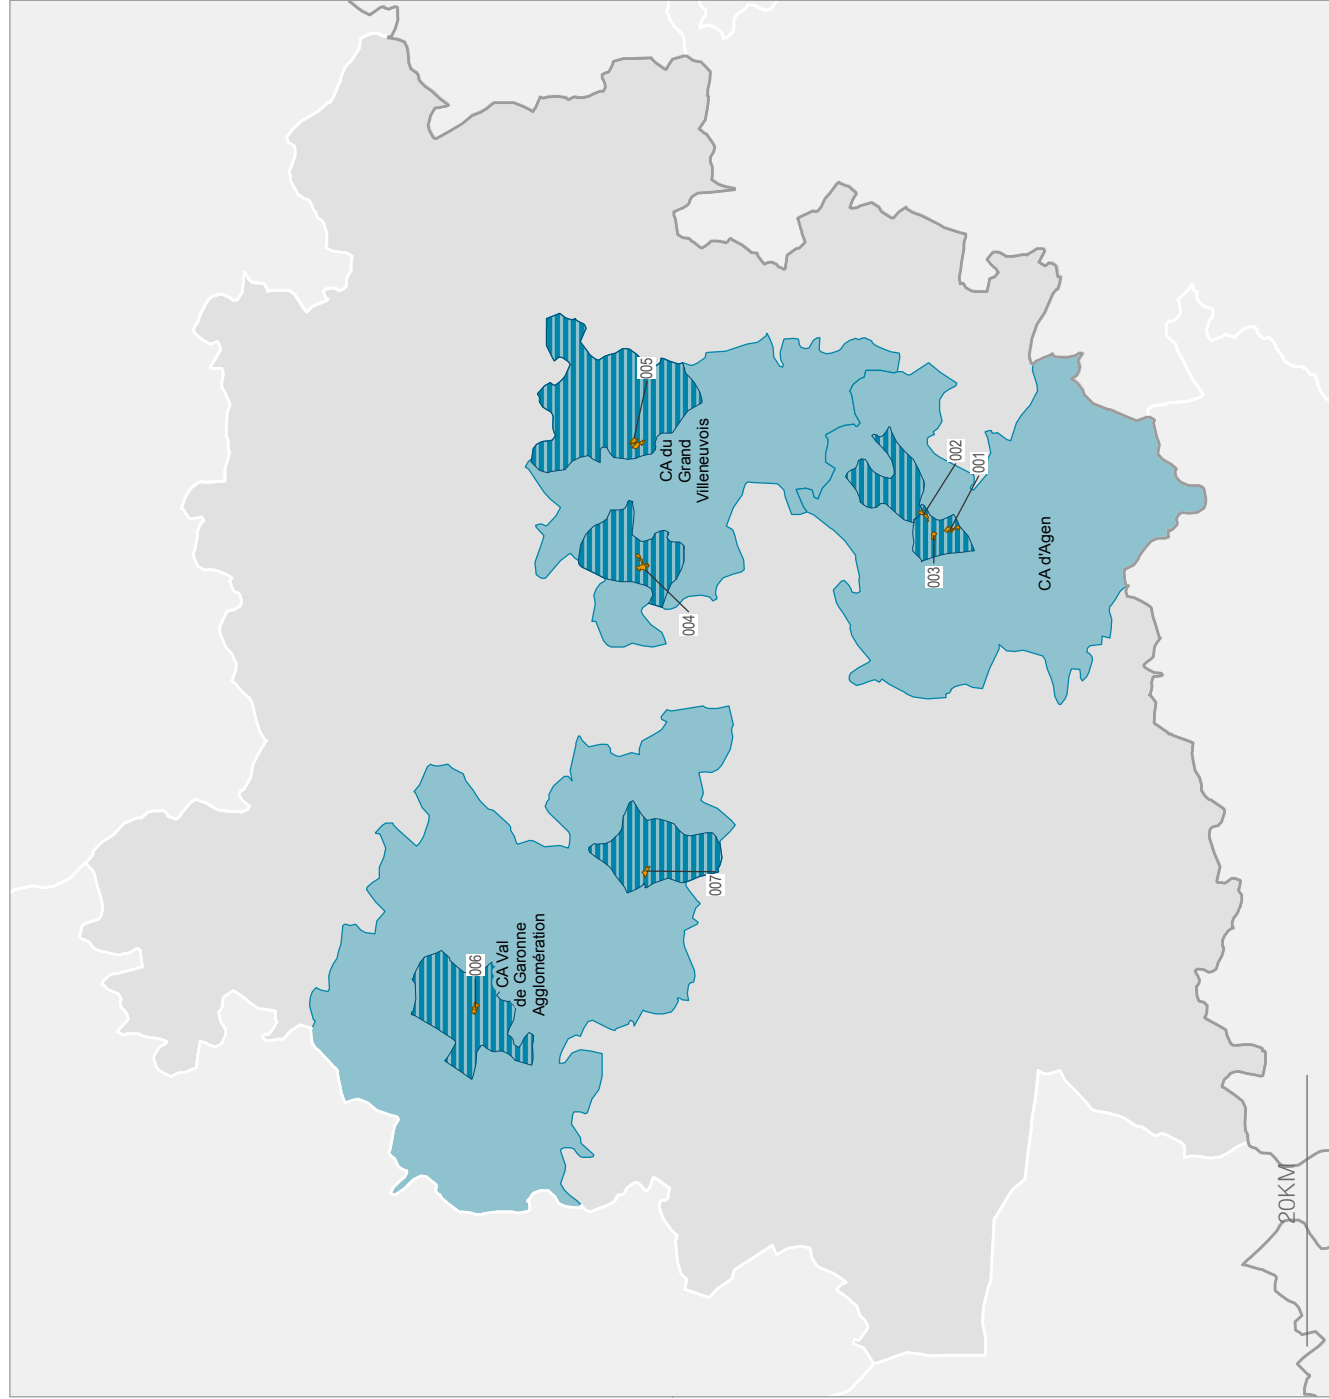 006
CA Val
de Garonne
Agglomération
007
004
005
CA du
Grand
Villeneuvois
003
002
001
CA d'Agen
20KM